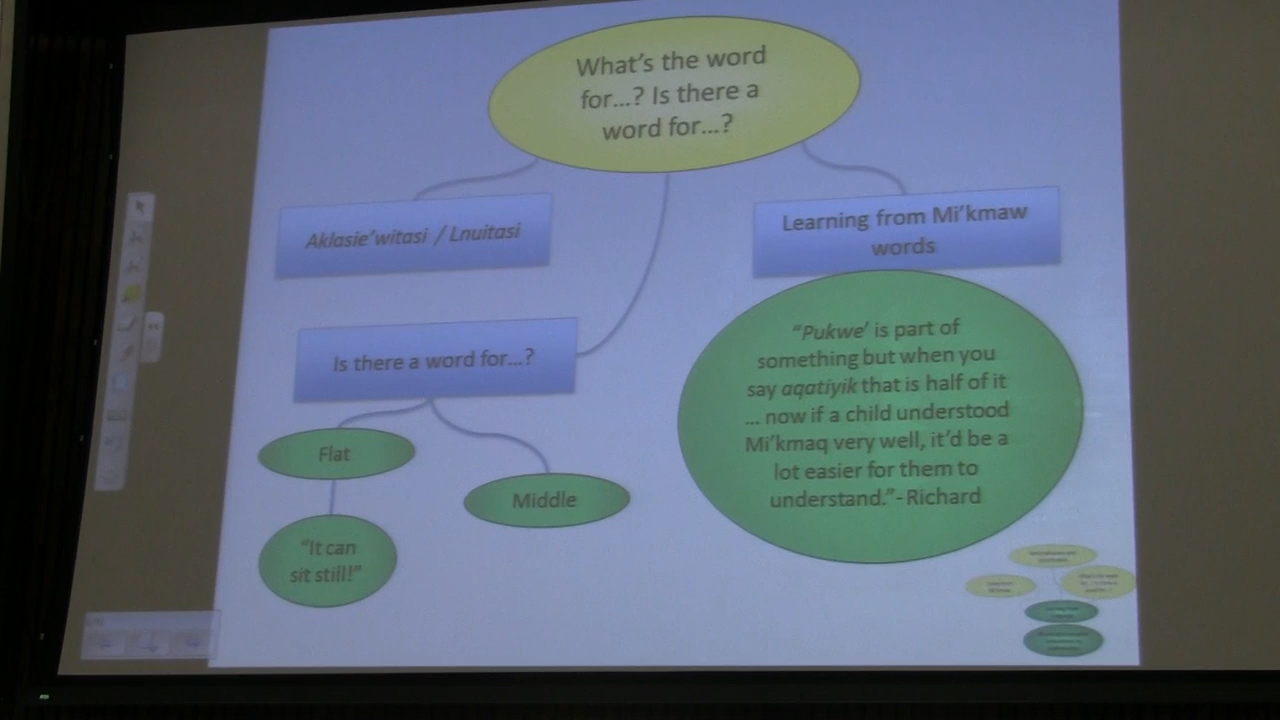 What's the word
for...? Is there a
word for...?
Aklasie'witasi / Lnuitasi
Learning from Mi'kmaw
words
Is there a word for...?
Flat
Middle
"It can
sit still!"
"Pukwe' is part of
something but when you
say aqatiyik that is half of it
... now if a child understood
Mi'kmaq very well, it'd be a
lot easier for them to
understand."-Richard